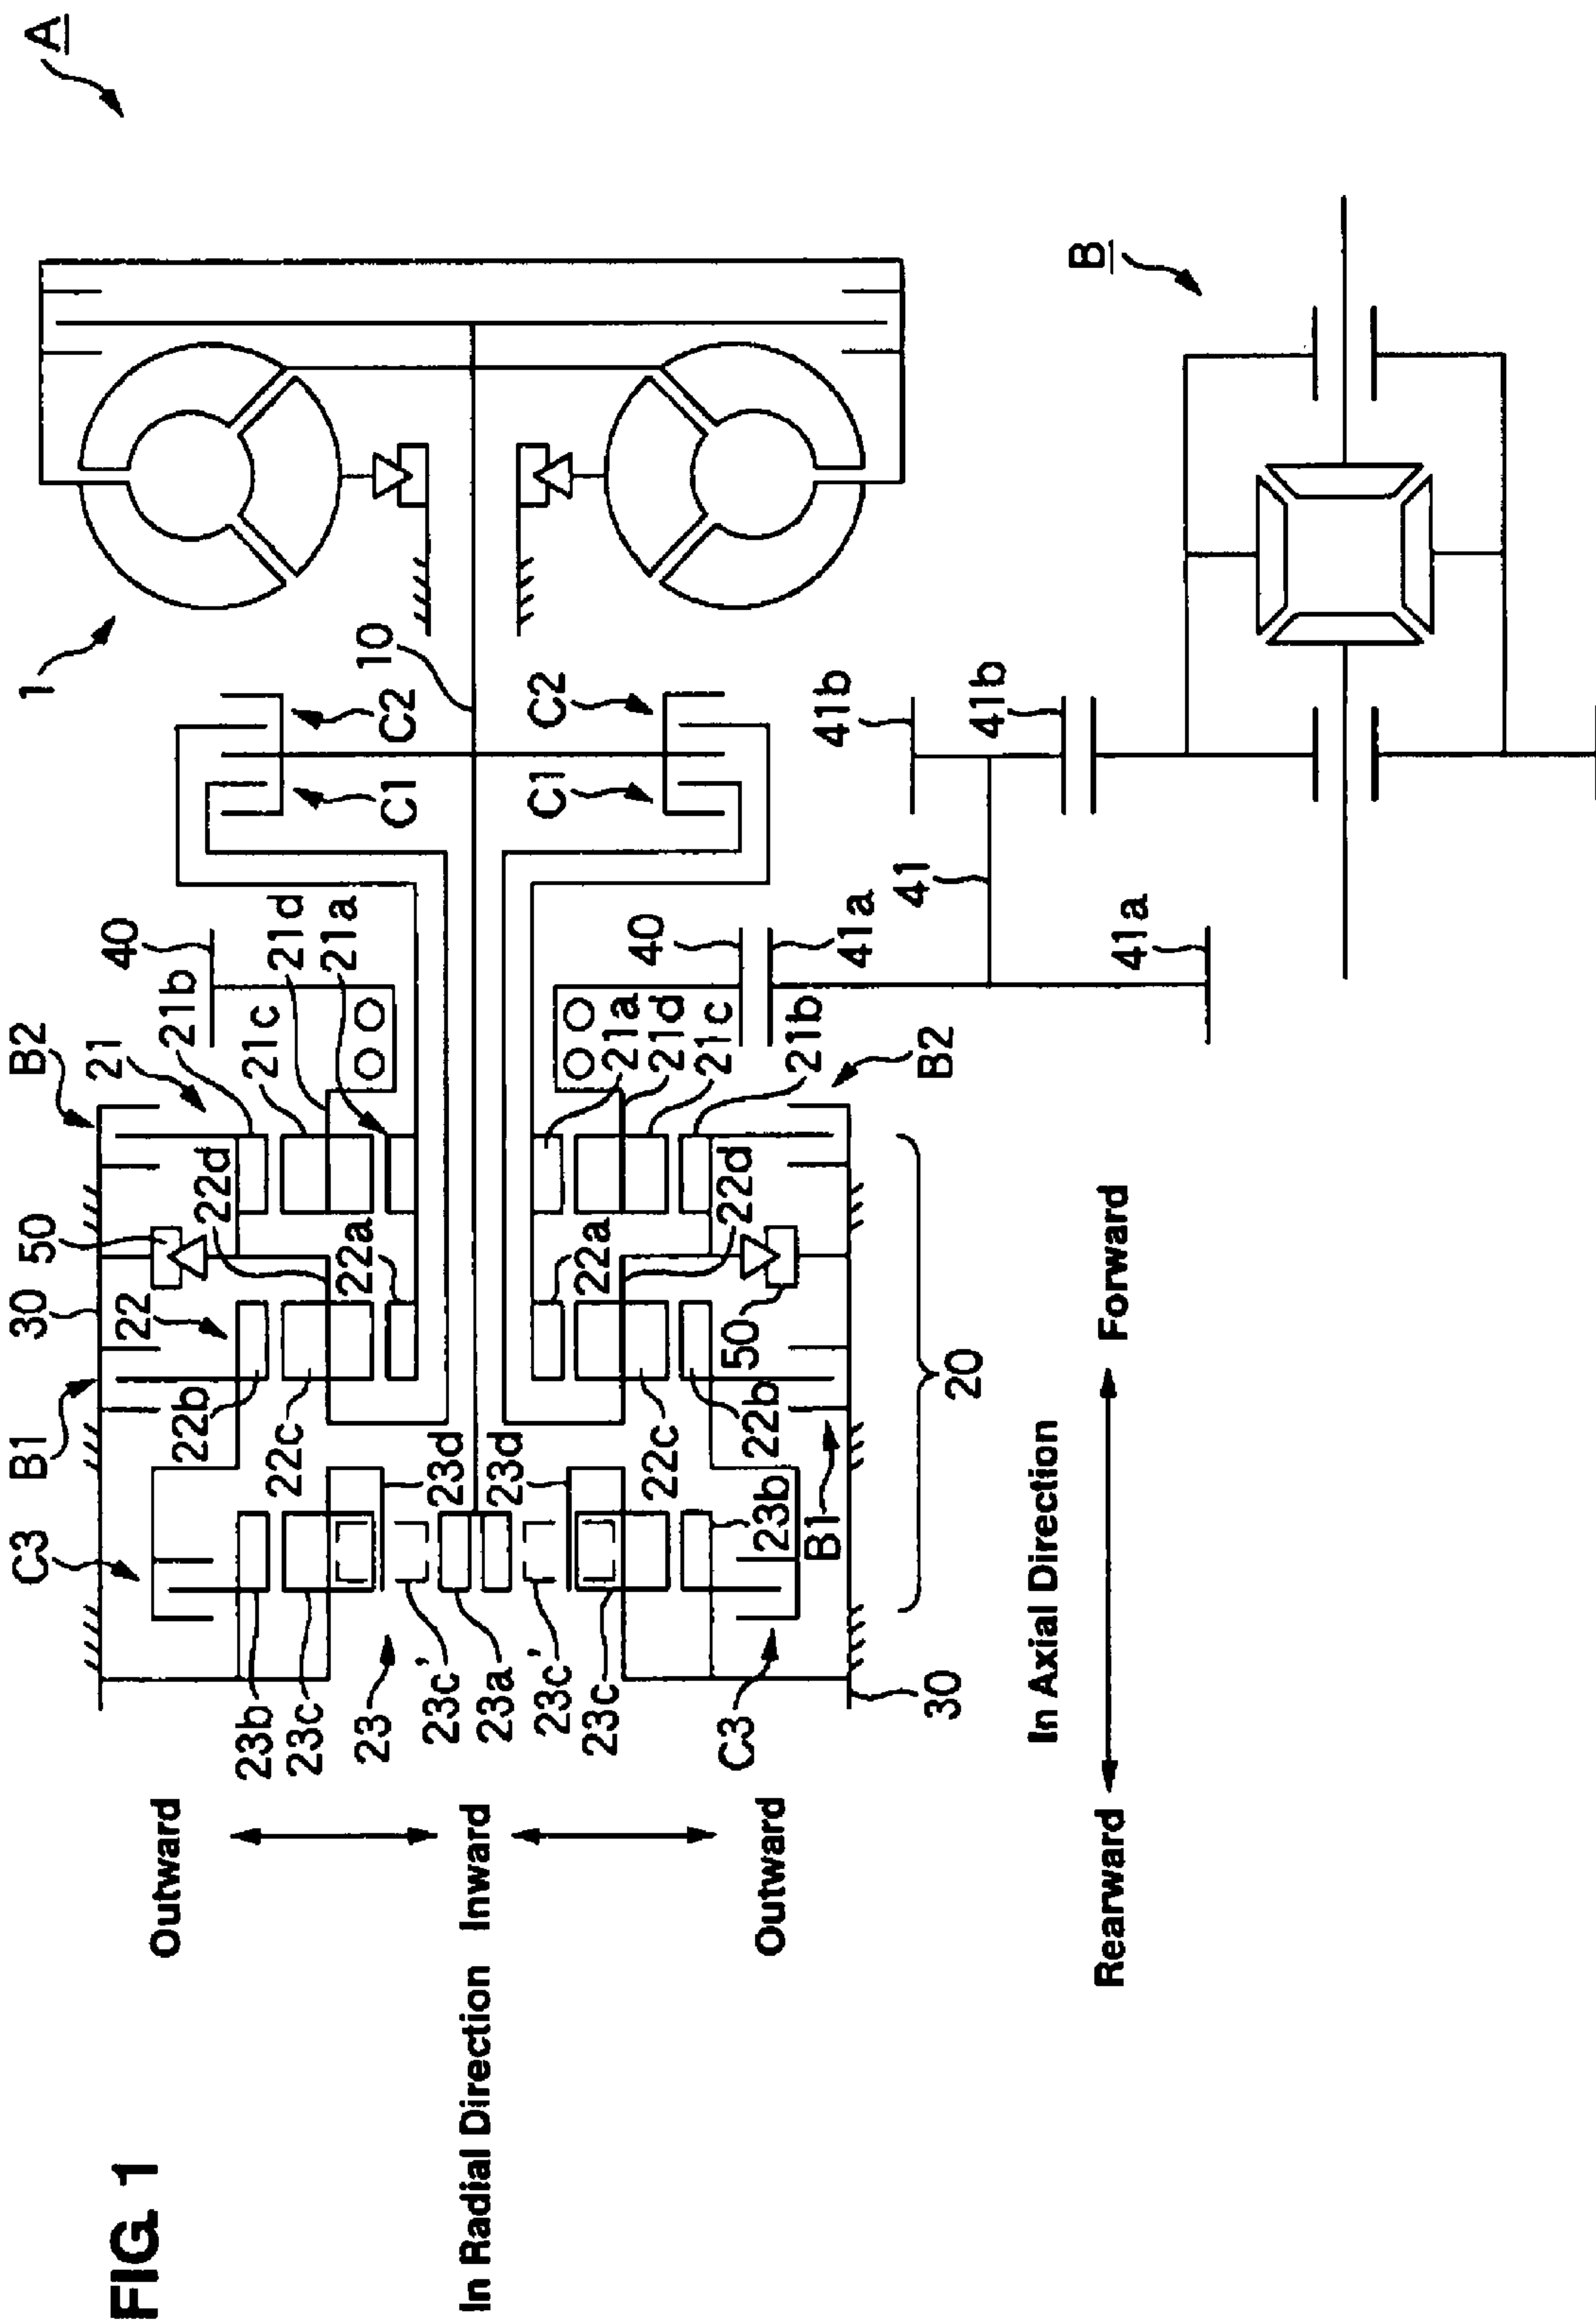 FIG. 1
A
1
10
C2
C2
C1
C1
B
41b
41b
41
41a
41a
40
40
21d
21a
21b
21c
21
B2
21a
21d
21c
21b
B2
22d
22a
22
30
50
B1
22b
22c
22a
22d
50
22c
22b
B1
20
23d
23d
C3
23b
23c
23
23c'
23a
23c'
23c
23b
C3
30
Outward
In Radial Direction Inward
Outward
In Axial Direction
Rearward
Forward